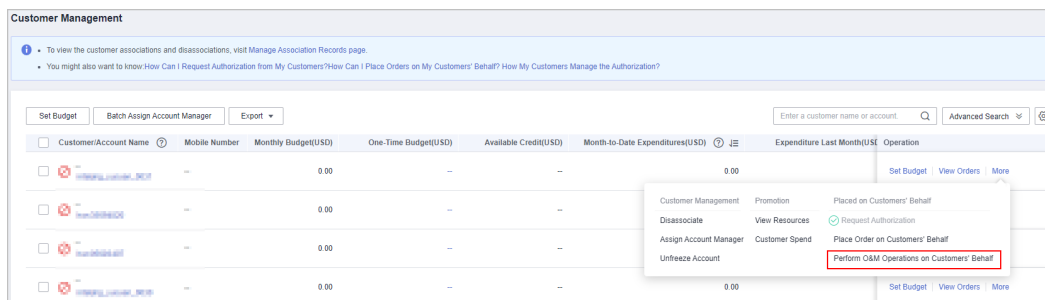 Customer Management
• To view the customer associations and disassociations, visit Manage Association Records page.
• You might also want to know:How Can I Request Authorization from My Customers?How Can I Place Orders on My Customers' Behalf? How My Customers Manage the Authorization?
Set Budget Batch Assign Account Manager Export Enter a customer name or account. Advanced Search
Customer/Account Name Mobile Number Monthly Budget(USD) One-Time Budget(USD) Available Credit(USD) Month-to-Date Expenditures(USD) Expenditure Last Month(USD Operation
-- -- 0.00 -- -- 0.00 Set Budget View Orders More
-- -- 0.00 -- --
-- -- 0.00 -- --
-- -- 0.00 -- -- 0.00 Set Budget View Orders More
Customer Management Promotion Placed on Customers' Behalf
Disassociate View Resources Request Authorization
Assign Account Manager Customer Spend Place Order on Customers' Behalf
Unfreeze Account Perform O&M Operations on Customers' Behalf